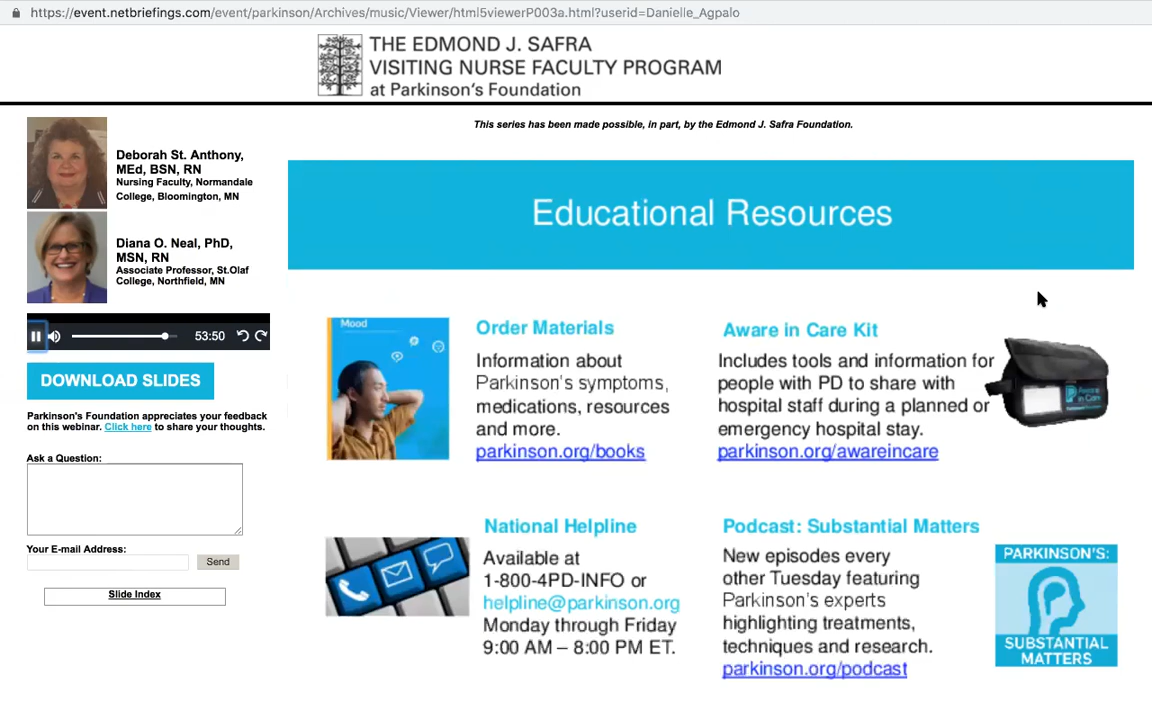 https://event.netbriefings.com/event/parkinson/Archives/music/Viewer/html5viewerP003a.html?userid=Danielle_Agpalo
THE EDMOND J. SAFRA
VISITING NURSE FACULTY PROGRAM
at Parkinson's Foundation
This series has been made possible, in part, by the Edmond J. Safra Foundation.
Deborah St. Anthony,
MEd, BSN, RN
Nursing Faculty, Normandale
College, Bloomington, MN
Diana O. Neal, PhD,
MSN, RN
Associate Professor, St.Olaf
College, Northfield, MN
53:50
DOWNLOAD SLIDES
Parkinson's Foundation appreciates your feedback
on this webinar. Click here to share your thoughts.
Ask a Question:
Your E-mail Address:
Send
Slide Index
Educational Resources
Mood
Order Materials
Information about
Parkinson's symptoms,
medications, resources
and more.
parkinson.org/books
Aware in Care Kit
Includes tools and information for
people with PD to share with
hospital staff during a planned or
emergency hospital stay.
parkinson.org/awareincare
Aware
in Care
National Helpline
Available at
1-800-4PD-INFO or
helpline@parkinson.org
Monday through Friday
9:00 AM – 8:00 PM ET.
Podcast: Substantial Matters
New episodes every
other Tuesday featuring
Parkinson's experts
highlighting treatments,
techniques and research.
parkinson.org/podcast
PARKINSON'S:
SUBSTANTIAL
MATTERS